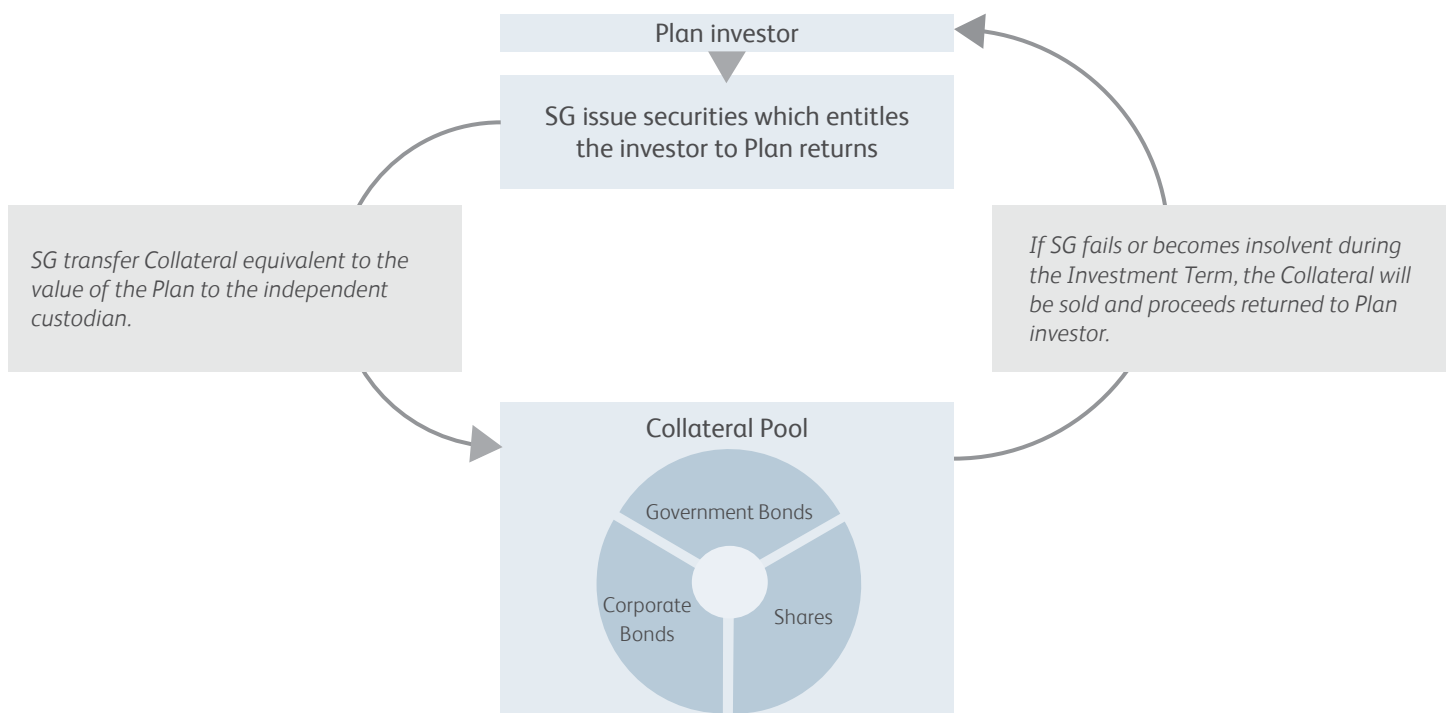 Plan investor
SG issue securities which entitles
the investor to Plan returns
SG transfer Collateral equivalent to the
value of the Plan to the independent
custodian.
If SG fails or becomes insolvent during
the Investment Term, the Collateral will
be sold and proceeds returned to Plan
investor.
Collateral Pool
Government Bonds
Corporate
Bonds
Shares